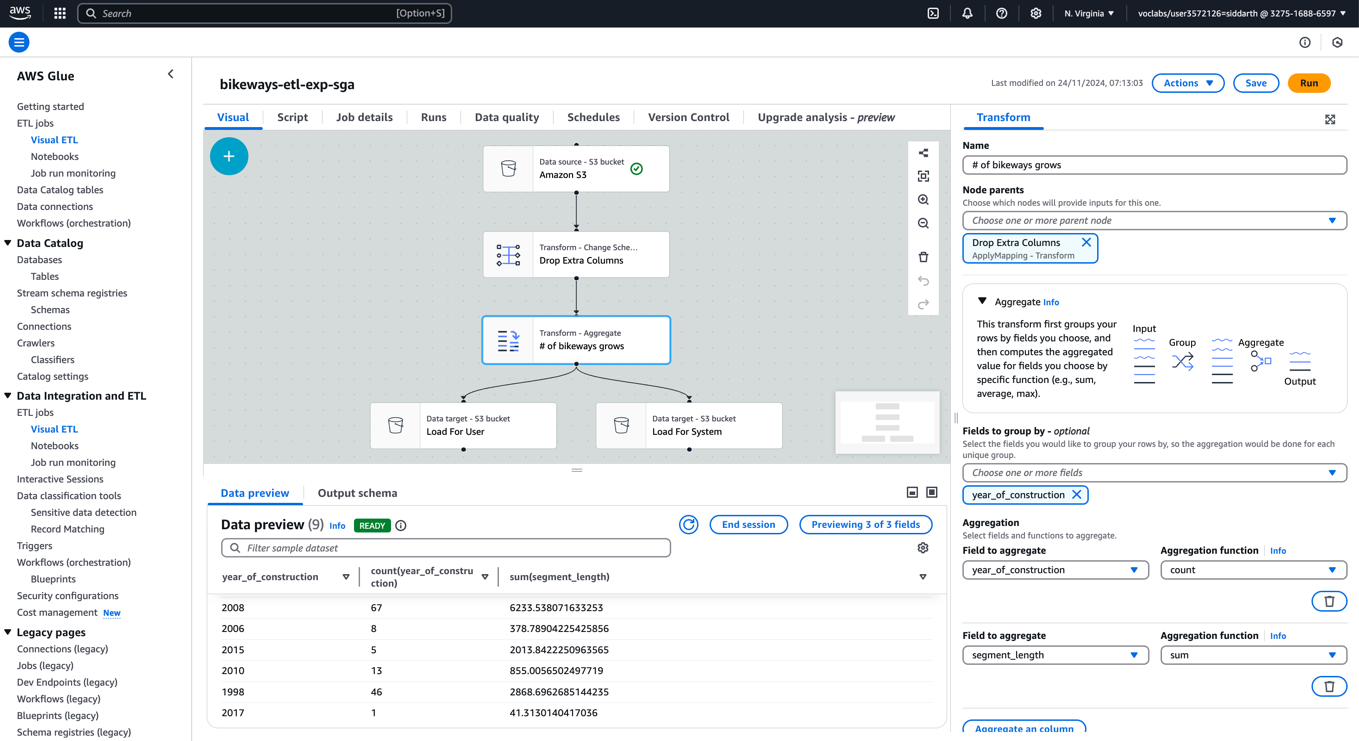 aws
Search [Option+S]
N. Virginia
voclabs/user3572126=siddarth @ 3275-1688-6597
AWS Glue
Getting started
ETL jobs
Visual ETL
Notebooks
Job run monitoring
Data Catalog tables
Data connections
Workflows (orchestration)
Data Catalog
Databases
Tables
Stream schema registries
Schemas
Connections
Crawlers
Classifiers
Catalog settings
Data Integration and ETL
ETL jobs
Visual ETL
Notebooks
Job run monitoring
Interactive Sessions
Data classification tools
Sensitive data detection
Record Matching
Triggers
Workflows (orchestration)
Blueprints
Security configurations
Cost management New
Legacy pages
Connections (legacy)
Jobs (legacy)
Dev Endpoints (legacy)
Workflows (legacy)
Blueprints (legacy)
Schema registries (legacy)
bikeways-etl-exp-sga
Last modified on 24/11/2024, 07:13:03
Actions
Save
Run
Visual
Script
Job details
Runs
Data quality
Schedules
Version Control
Upgrade analysis - preview
Data source - S3 bucket
Amazon S3
Transform - Change Sche...
Drop Extra Columns
Transform - Aggregate
# of bikeways grows
Data target - S3 bucket
Load For User
Data target - S3 bucket
Load For System
Data preview
Output schema
Data preview (9) Info READY
End session
Previewing 3 of 3 fields
Filter sample dataset
year_of_construction
count(year_of_constru
ction)
sum(segment_length)
2008 67 6233.538071633253
2006 8 378.78904225425856
2015 5 2013.8422250963565
2010 13 855.0056502497719
1998 46 2868.6962685144235
2017 1 41.3130140417036
Transform
Name
# of bikeways grows
Node parents
Choose which nodes will provide inputs for this one.
Choose one or more parent node
Drop Extra Columns
ApplyMapping - Transform
Aggregate Info
This transform first groups your
rows by fields you choose, and
then computes the aggregated
value for fields you choose by
specific function (e.g., sum,
average, max).
Input
Group
Aggregate
Output
Fields to group by - optional
Select the fields you would like to group your rows by, so the aggregation would be done for each
unique group.
Choose one or more fields
year_of_construction
Aggregation
Select fields and functions to aggregate.
Field to aggregate
Aggregation function Info
year_of_construction
count
Field to aggregate
Aggregation function Info
segment_length
sum
Aggregate an column